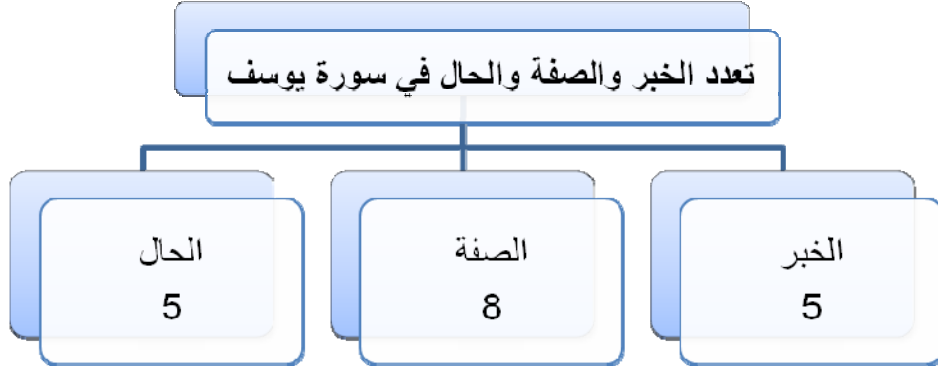 تعدد الخبر والصفة والحال في سورة يوسف
الخبر
5
الصفة
8
الحال
5